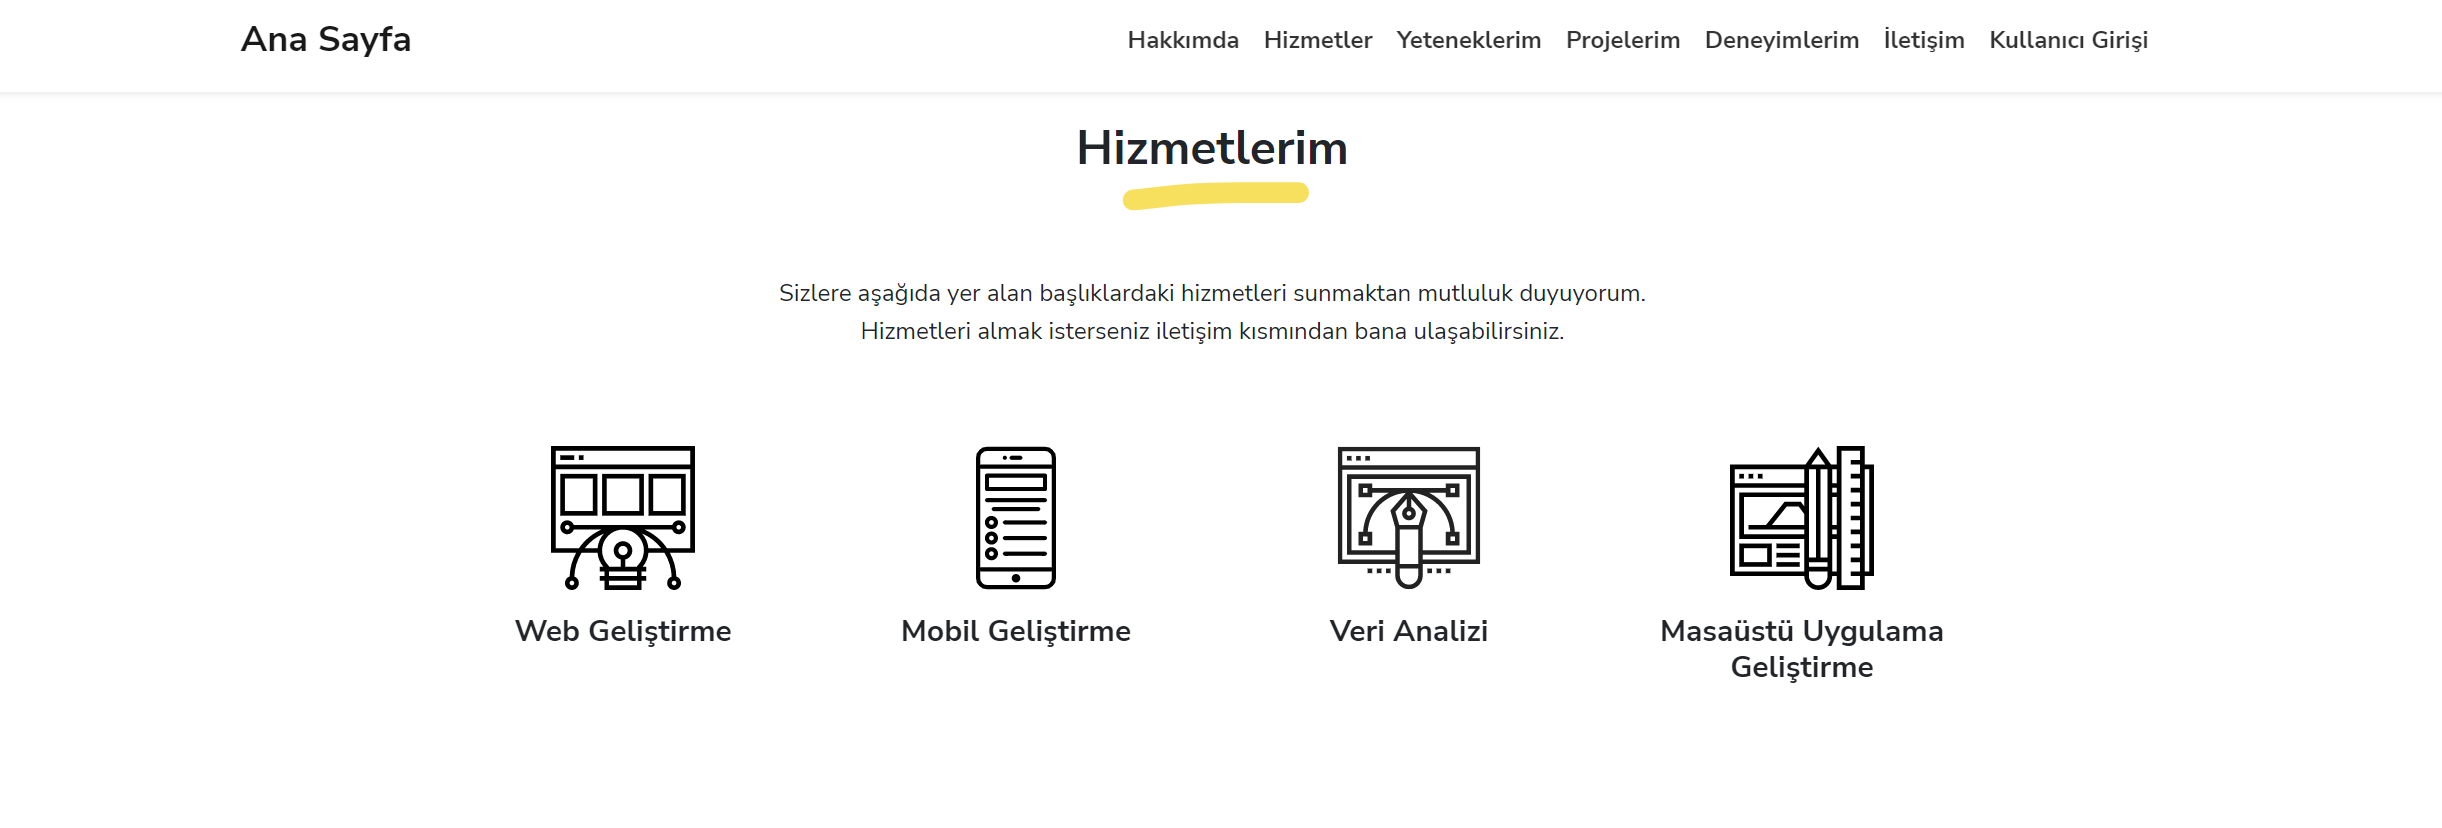 Ana Sayfa
Hakkımda Hizmetler Yeteneklerim Projelerim Deneyimlerim İletişim Kullanıcı Girişi
Hizmetlerim
Sizlere aşağıda yer alan başlıklardaki hizmetleri sunmaktan mutluluk duyuyorum.
Hizmetleri almak isterseniz iletişim kısmından bana ulaşabilirsiniz.
Web Geliştirme
Mobil Geliştirme
Veri Analizi
Masaüstü Uygulama
Geliştirme